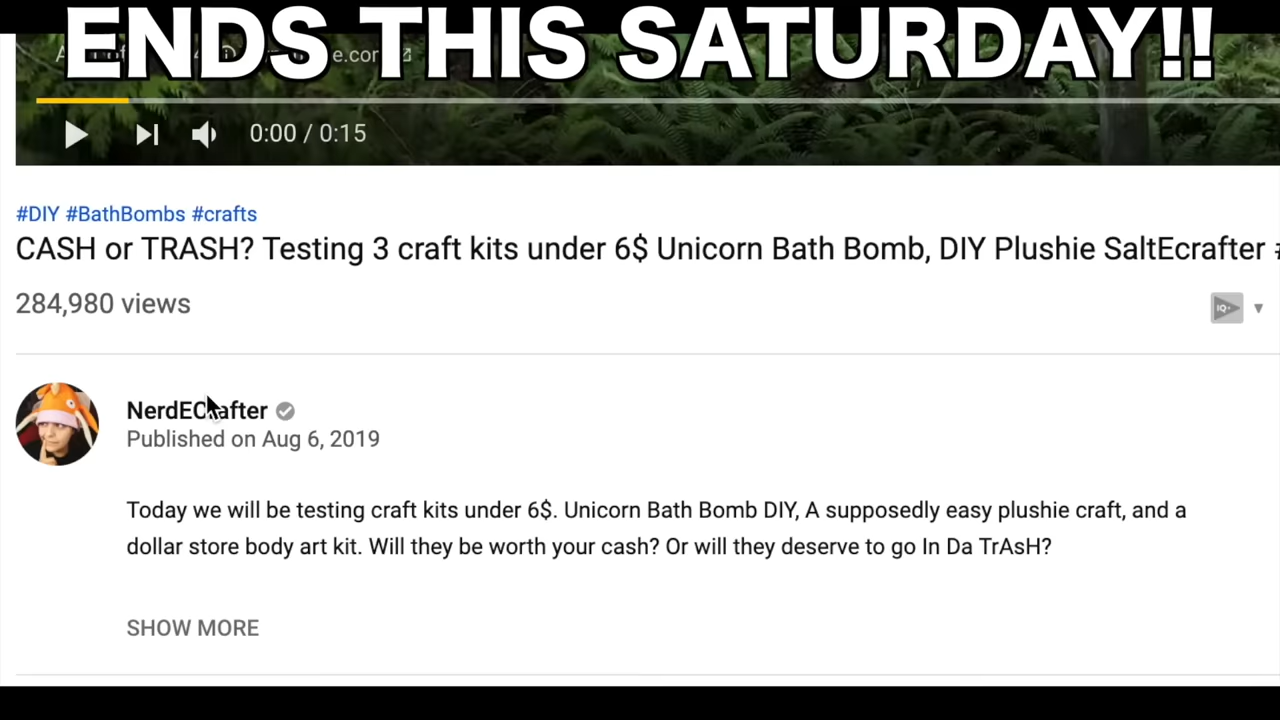 ENDS THIS SATURDAY!!
0:00 / 0:15
#DIY #BathBombs #crafts
CASH or TRASH? Testing 3 craft kits under 6$ Unicorn Bath Bomb, DIY Plushie SaltEcrafter #
284,980 views
IQ+
NerdECrafter
Published on Aug 6, 2019
Today we will be testing craft kits under 6$. Unicorn Bath Bomb DIY, A supposedly easy plushie craft, and a
dollar store body art kit. Will they be worth your cash? Or will they deserve to go In Da TrAsH?
SHOW MORE